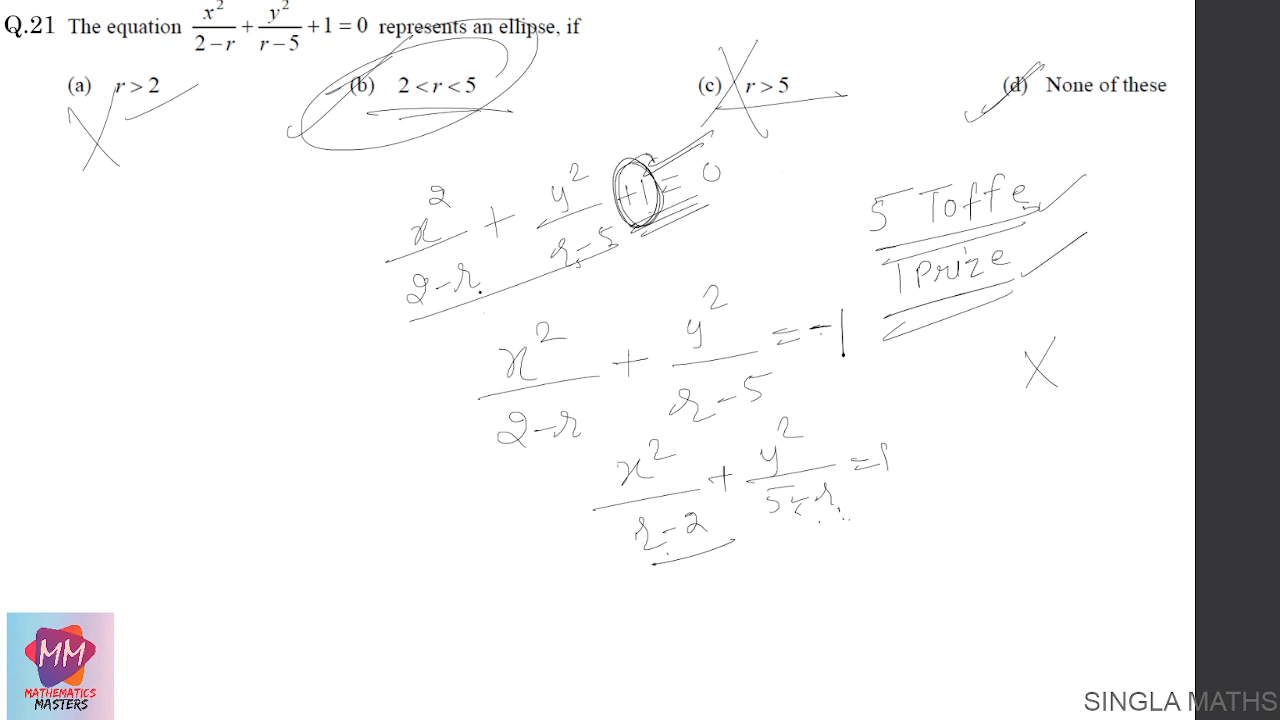 Q.21 The equation x²/(2 − r) + y²/(r − 5) + 1 = 0 represents an ellipse, if
(a) r > 2 (b) 2 < r < 5 (c) r > 5 (d) None of these
x²/(2-r) + y²/(r-5) +1 = 0
5 Toffe
1 Prize
x²/(2-r) + y²/(r-5) = -1
x²/(r-2) + y²/(5-r) = 1
MM
MATHEMATICS
MASTERS
SINGLA MATHS